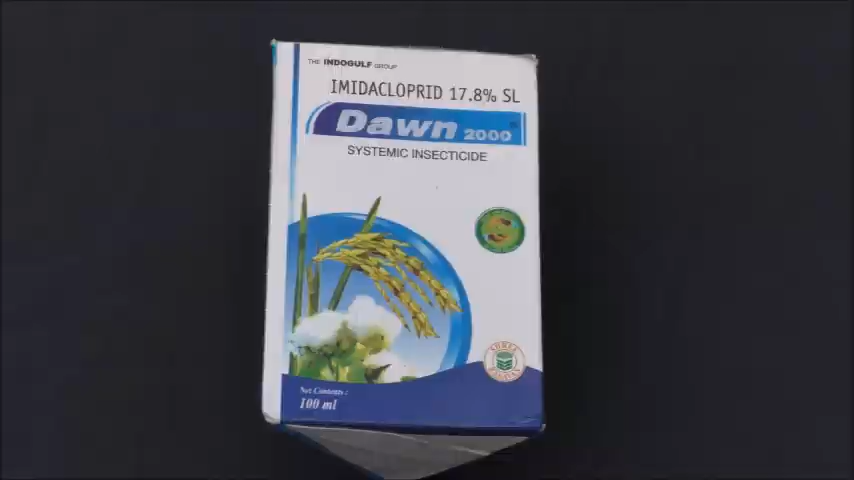 THE INDOGULF GROUP
IMIDACLOPRID 17.8% SL
Dawn 2000
SYSTEMIC INSECTICIDE
Net Contents :
100 ml